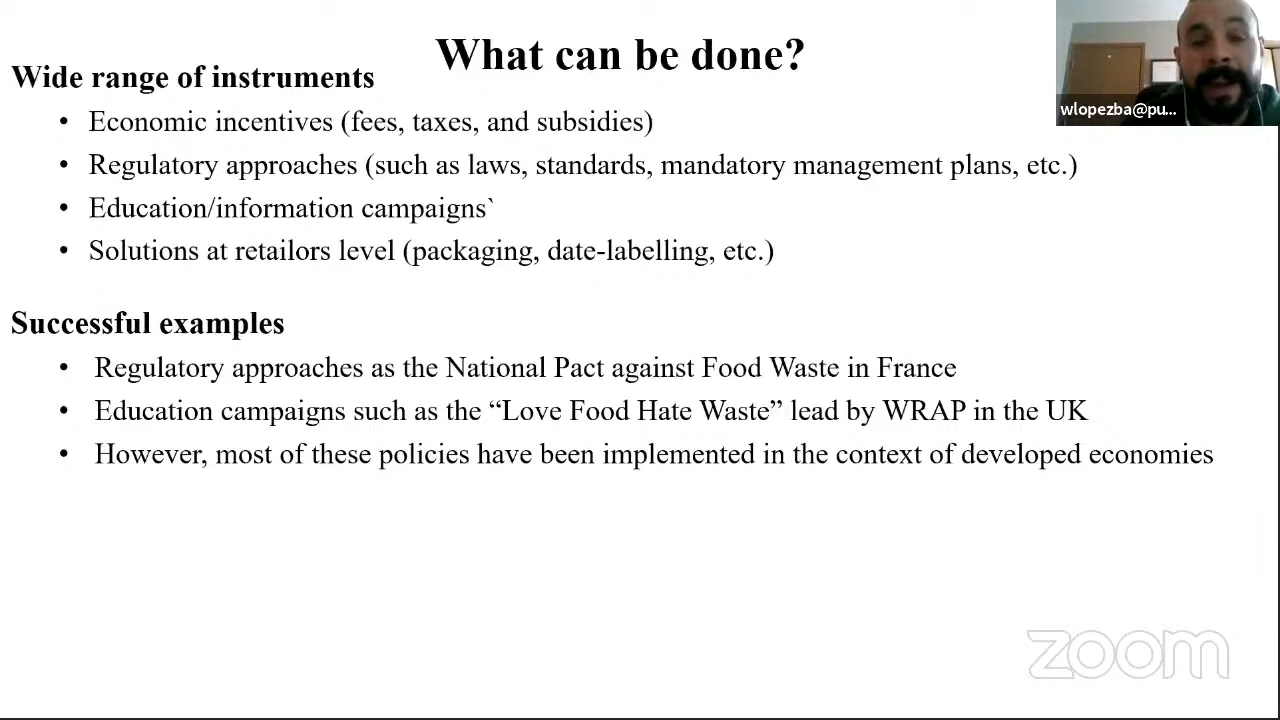 What can be done?
Wide range of instruments
• Economic incentives (fees, taxes, and subsidies)
• Regulatory approaches (such as laws, standards, mandatory management plans, etc.)
• Education/information campaigns`
• Solutions at retailors level (packaging, date-labelling, etc.)
Successful examples
• Regulatory approaches as the National Pact against Food Waste in France
• Education campaigns such as the “Love Food Hate Waste” lead by WRAP in the UK
• However, most of these policies have been implemented in the context of developed economies
wlopezba@pu...
zoom